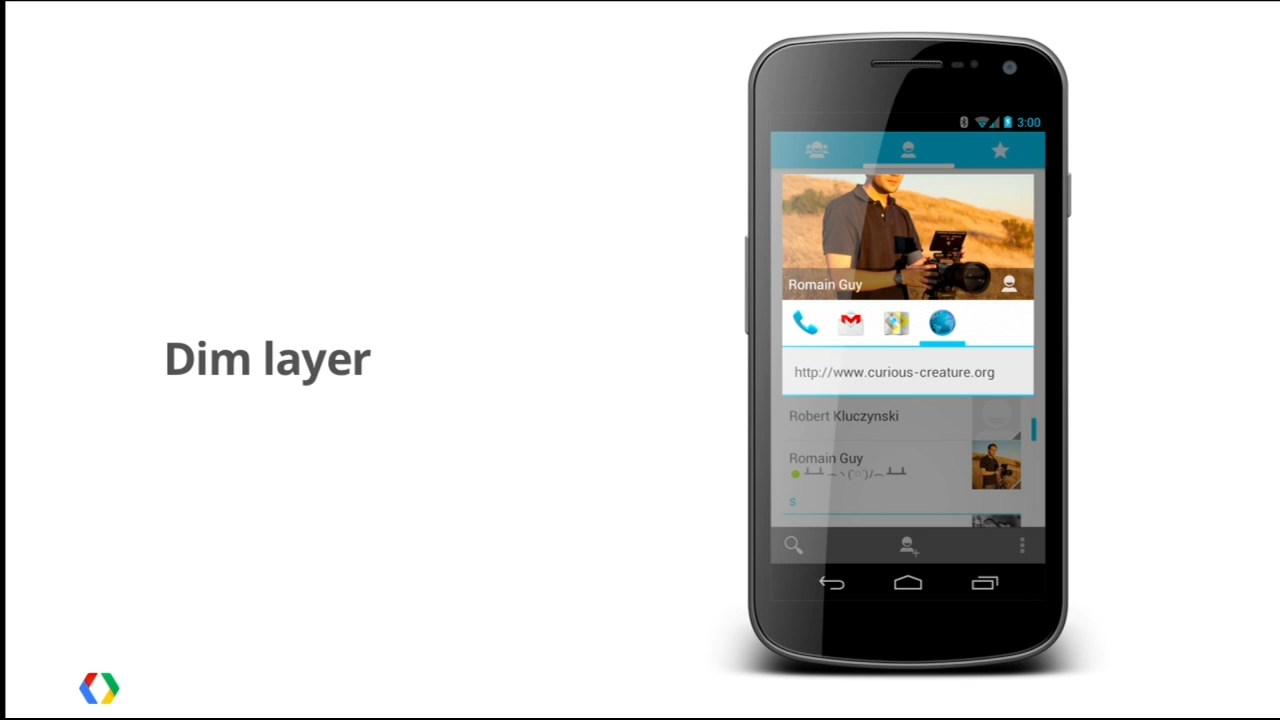 Dim layer
3:00
Romain Guy
http://www.curious-creature.org
Robert Kluczynski
Romain Guy
S